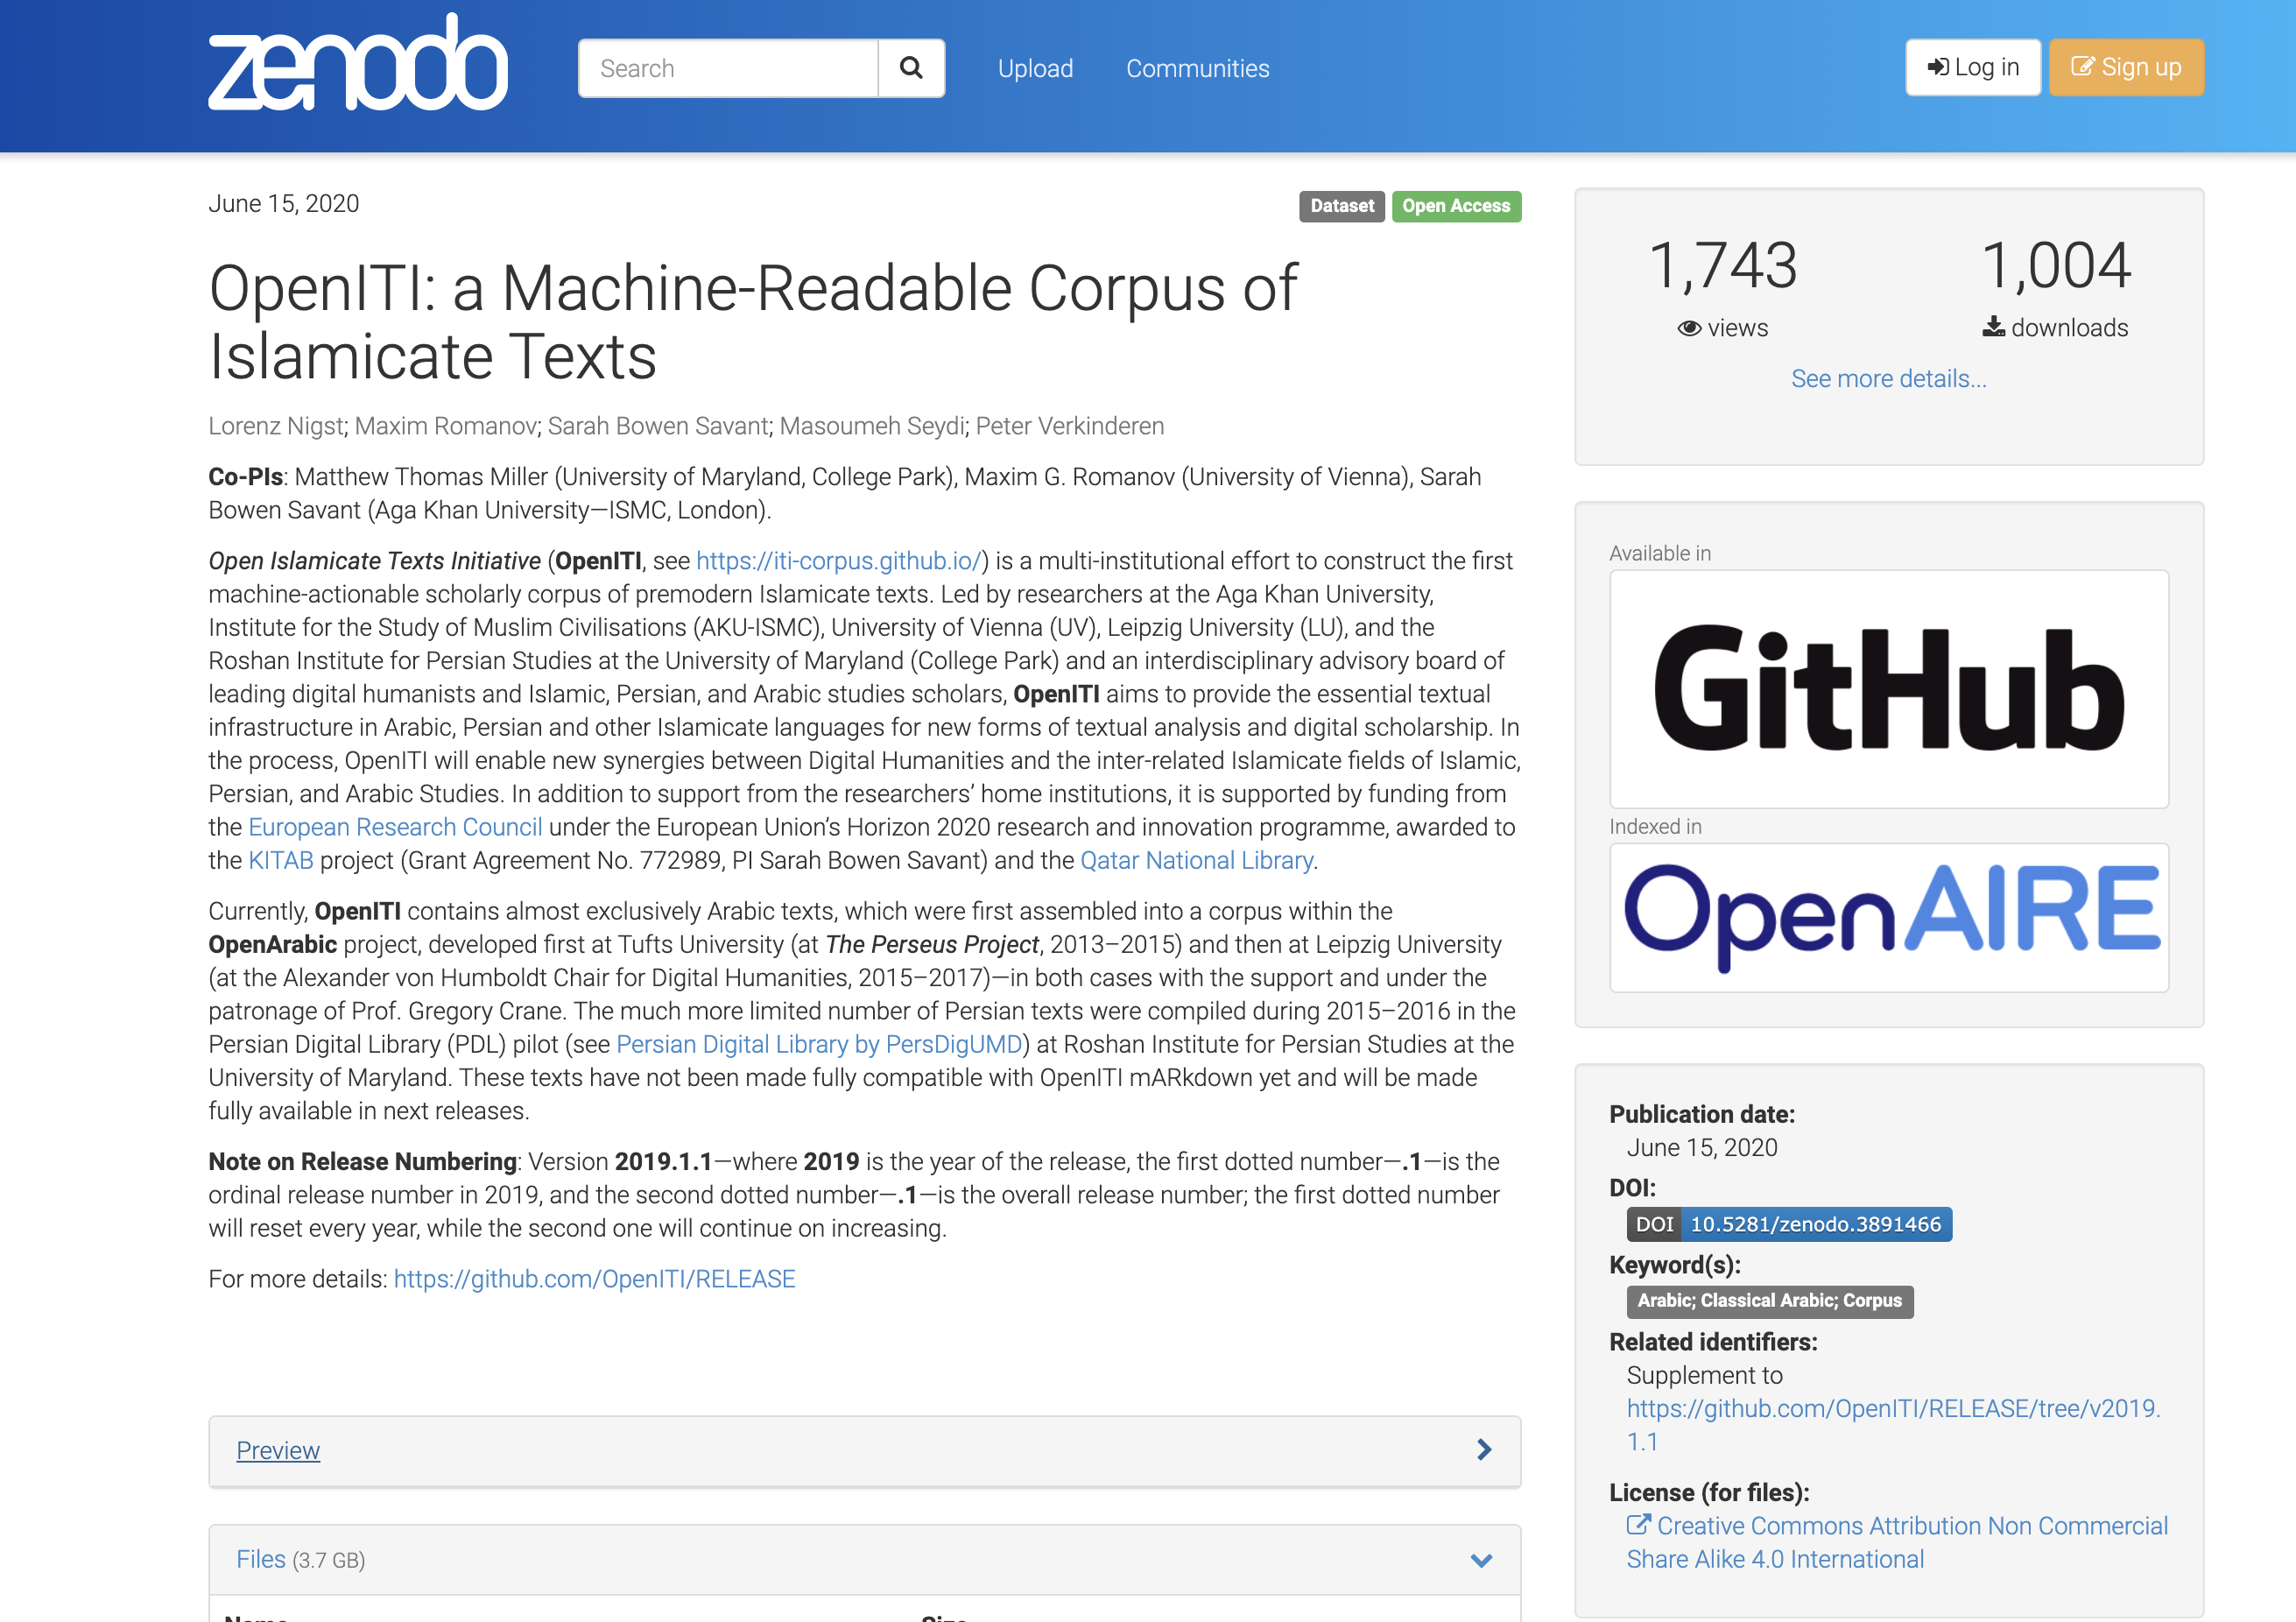 zenodo
Search
Upload
Communities
Log in
Sign up
June 15, 2020
Dataset
Open Access
OpenITI: a Machine-Readable Corpus of
Islamicate Texts
Lorenz Nigst; Maxim Romanov; Sarah Bowen Savant; Masoumeh Seydi; Peter Verkinderen
Co-PIs: Matthew Thomas Miller (University of Maryland, College Park), Maxim G. Romanov (University of Vienna), Sarah
Bowen Savant (Aga Khan University—ISMC, London).
Open Islamicate Texts Initiative (OpenITI, see https://iti-corpus.github.io/) is a multi-institutional effort to construct the first
machine-actionable scholarly corpus of premodern Islamicate texts. Led by researchers at the Aga Khan University,
Institute for the Study of Muslim Civilisations (AKU-ISMC), University of Vienna (UV), Leipzig University (LU), and the
Roshan Institute for Persian Studies at the University of Maryland (College Park) and an interdisciplinary advisory board of
leading digital humanists and Islamic, Persian, and Arabic studies scholars, OpenITI aims to provide the essential textual
infrastructure in Arabic, Persian and other Islamicate languages for new forms of textual analysis and digital scholarship. In
the process, OpenITI will enable new synergies between Digital Humanities and the inter-related Islamicate fields of Islamic,
Persian, and Arabic Studies. In addition to support from the researchers’ home institutions, it is supported by funding from
the European Research Council under the European Union’s Horizon 2020 research and innovation programme, awarded to
the KITAB project (Grant Agreement No. 772989, PI Sarah Bowen Savant) and the Qatar National Library.
Currently, OpenITI contains almost exclusively Arabic texts, which were first assembled into a corpus within the
OpenArabic project, developed first at Tufts University (at The Perseus Project, 2013–2015) and then at Leipzig University
(at the Alexander von Humboldt Chair for Digital Humanities, 2015–2017)—in both cases with the support and under the
patronage of Prof. Gregory Crane. The much more limited number of Persian texts were compiled during 2015–2016 in the
Persian Digital Library (PDL) pilot (see Persian Digital Library by PersDigUMD) at Roshan Institute for Persian Studies at the
University of Maryland. These texts have not been made fully compatible with OpenITI mARkdown yet and will be made
fully available in next releases.
Note on Release Numbering: Version 2019.1.1—where 2019 is the year of the release, the first dotted number—.1—is the
ordinal release number in 2019, and the second dotted number—.1—is the overall release number; the first dotted number
will reset every year, while the second one will continue on increasing.
For more details: https://github.com/OpenITI/RELEASE
Preview
Files (3.7 GB)
Name
Size
1,743
views
1,004
downloads
See more details...
Available in
GitHub
Indexed in
OpenAIRE
Publication date:
June 15, 2020
DOI:
DOI 10.5281/zenodo.3891466
Keyword(s):
Arabic; Classical Arabic; Corpus
Related identifiers:
Supplement to
https://github.com/OpenITI/RELEASE/tree/v2019.
1.1
License (for files):
Creative Commons Attribution Non Commercial
Share Alike 4.0 International